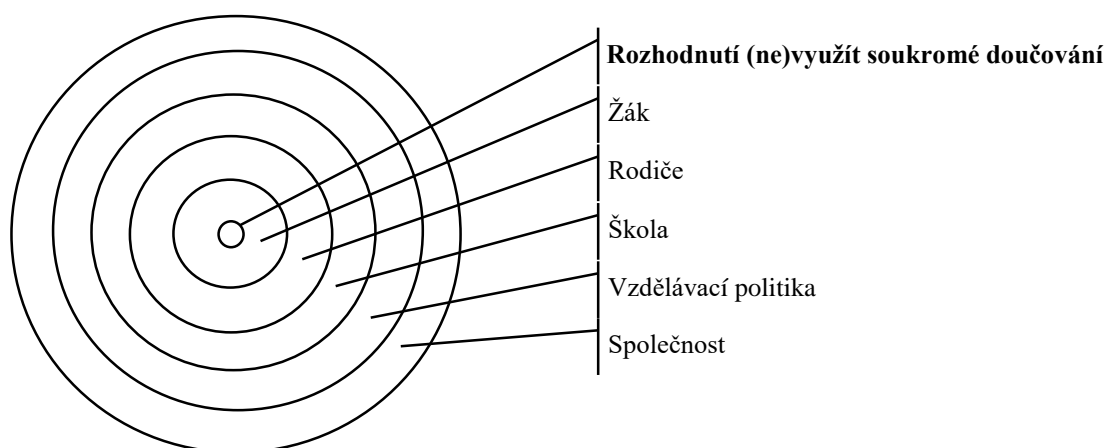 Rozhodnutí (ne)využít soukromé doučování
Žák
Rodiče
Škola
Vzdělávací politika
Společnost